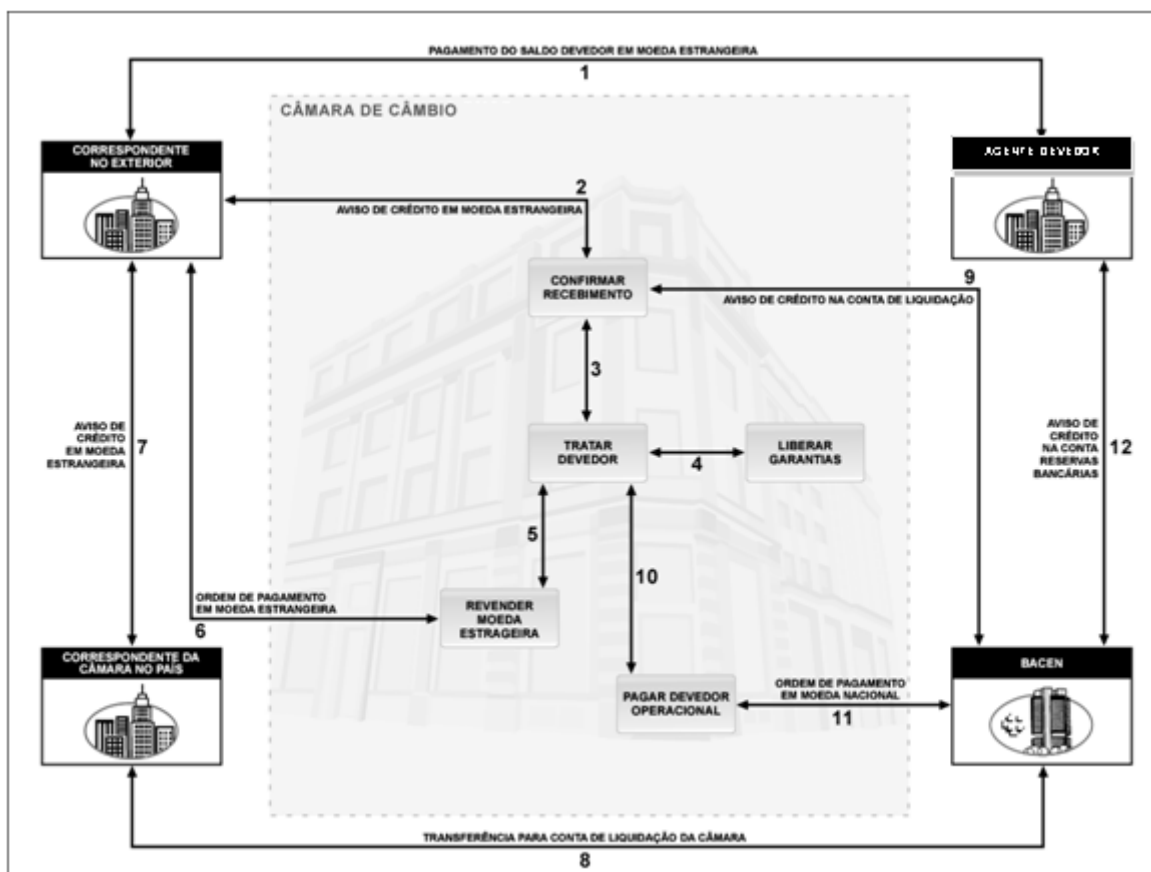 PAGAMENTO DO SALDO DEVEDOR EM MOEDA ESTRANGEIRA
1
CÂMARA DE CÂMBIO
CORRESPONDENTE
NO EXTERIOR
AGENTE DEVEDOR
2
AVISO DE CRÉDITO EM MOEDA ESTRANGEIRA
CONFIRMAR
RECEBIMENTO
9
AVISO DE CRÉDITO NA CONTA DE LIQUIDAÇÃO
3
AVISO DE
CRÉDITO
EM MOEDA
ESTRANGEIRA
7
TRATAR
DEVEDOR
4
LIBERAR
GARANTIAS
AVISO DE
CRÉDITO
NA CONTA
RESERVAS
BANCÁRIAS
12
5
10
ORDEM DE PAGAMENTO
EM MOEDA ESTRANGEIRA
6
REVENDER
MOEDA
ESTRAGEIRA
CORRESPONDENTE DA
CÂMARA NO PAÍS
PAGAR DEVEDOR
OPERACIONAL
ORDEM DE PAGAMENTO
EM MOEDA NACIONAL
11
BACEN
TRANSFERÊNCIA PARA CONTA DE LIQUIDAÇÃO DA CÂMARA
8